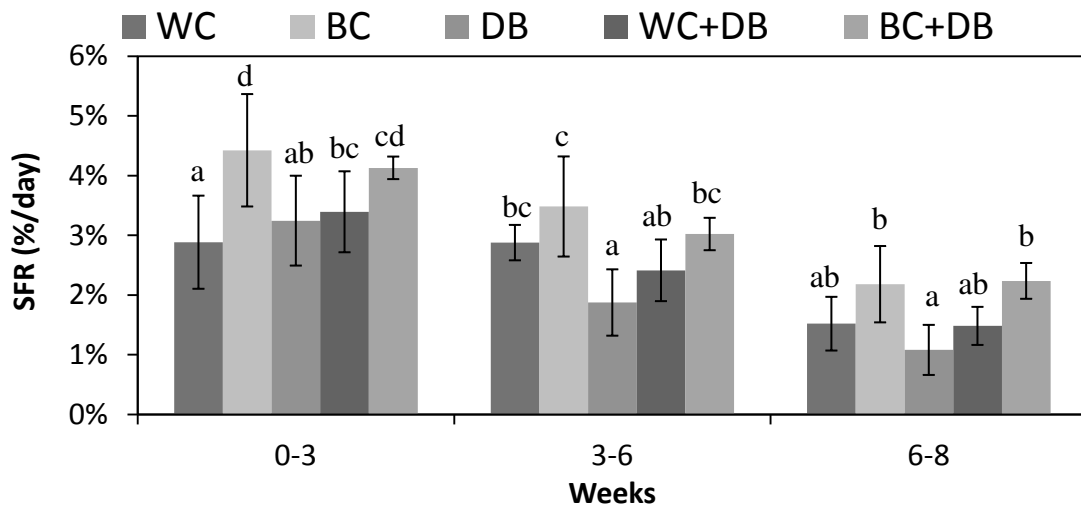 WC BC DB WC+DB BC+DB
6%
5%
4%
3%
2%
1%
0%
SFR (%/day)
a d ab bc cd
bc c a ab bc
ab b a ab b
0-3 3-6 6-8
Weeks